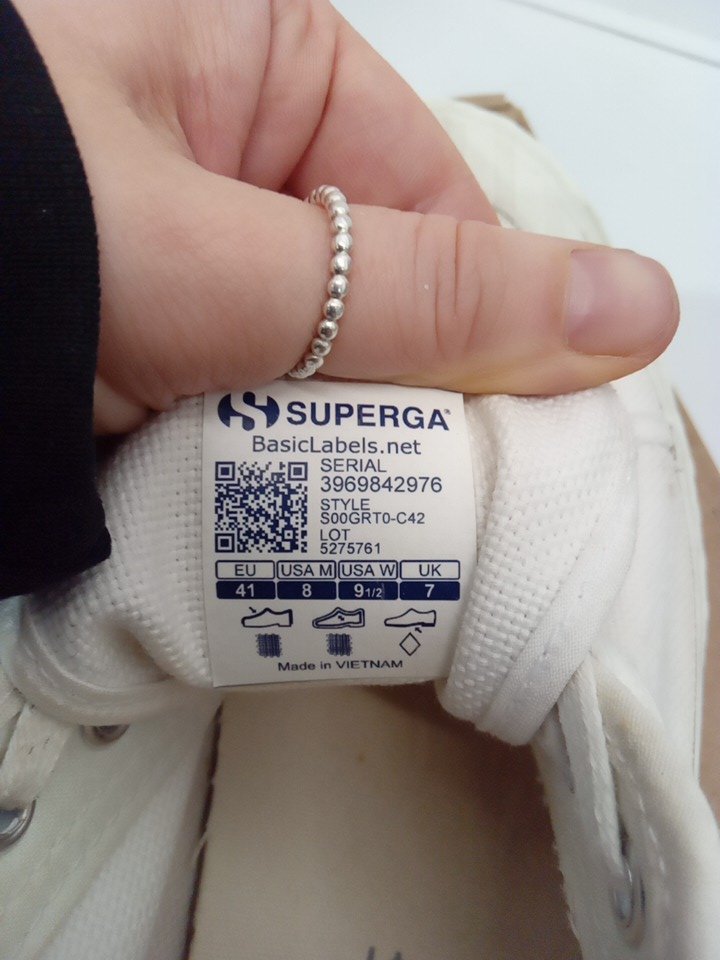 SUPERGA®
BasicLabels.net
SERIAL
3969842976
STYLE
S00GRT0-C42
LOT
5275761
EU USA M USA W UK
41 8 9 1/2 7
Made in VIETNAM